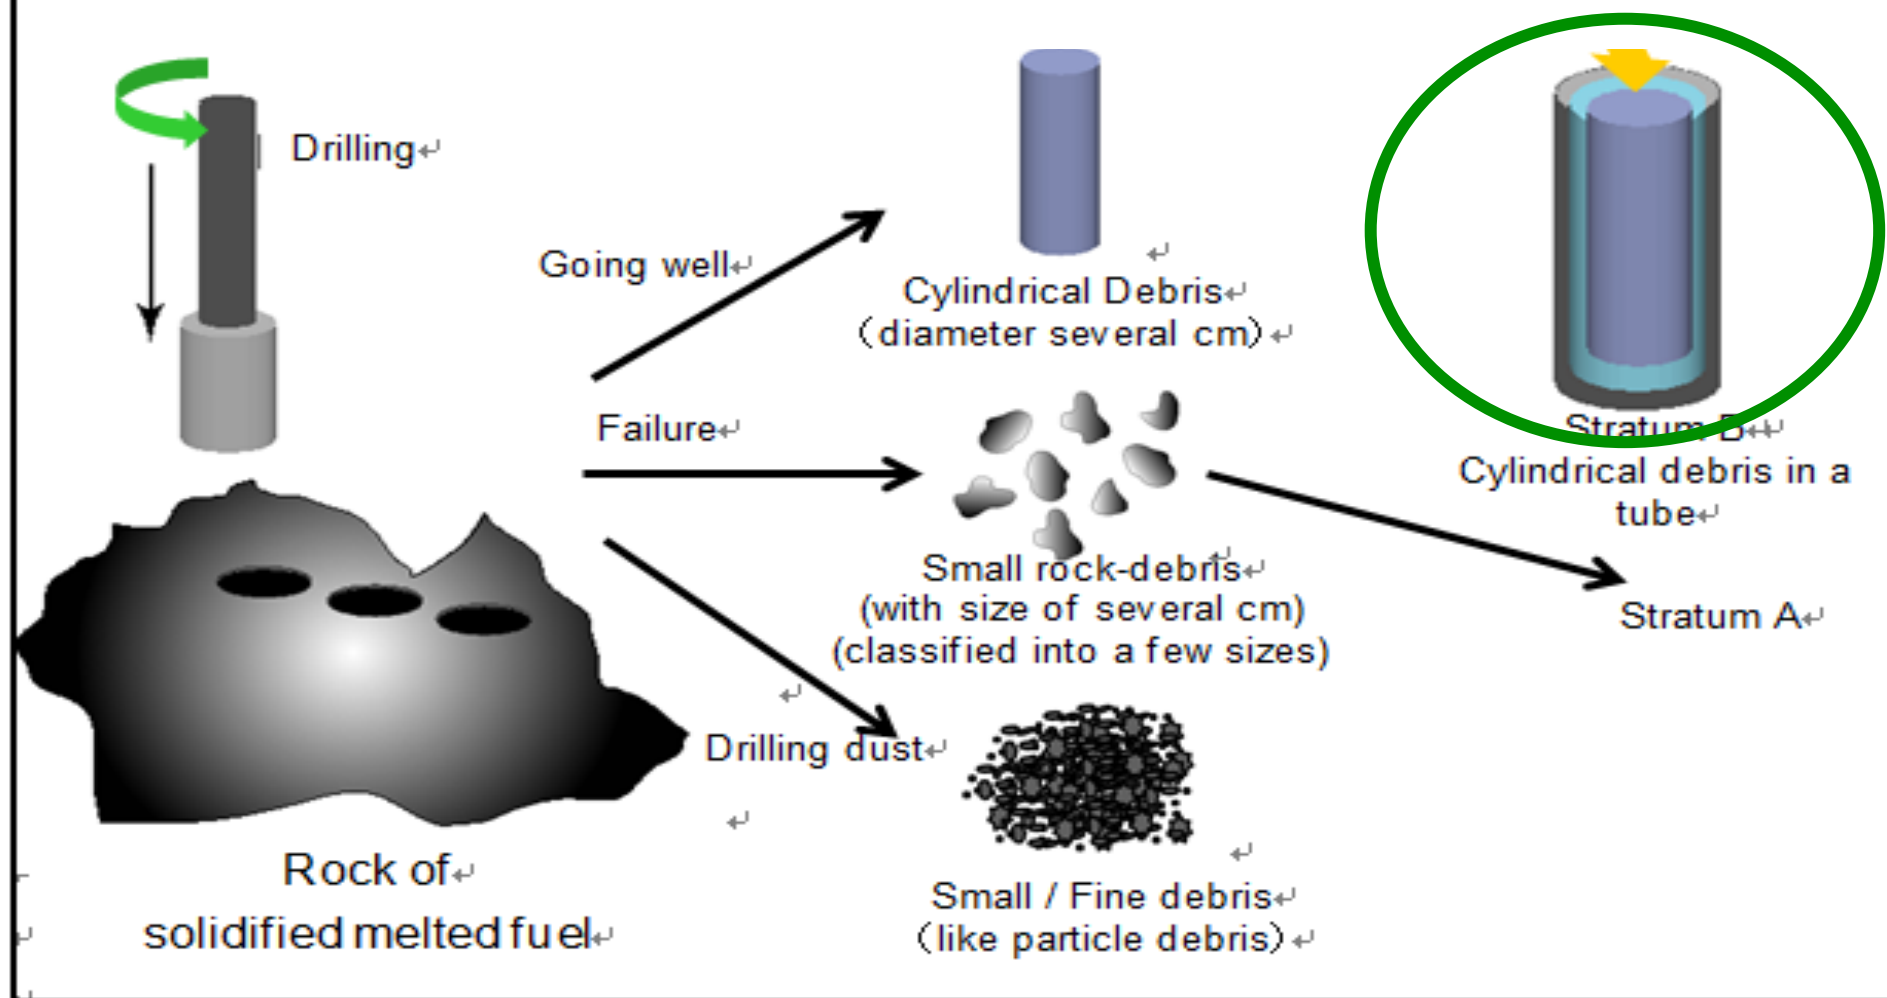 Drilling↵
Going well↵
Cylindrical Debris↵
(diameter several cm)↵
Failure↵
Stratum B↵↵
Cylindrical debris in a
tube↵
Small rock-debris↵
(with size of several cm)
(classified into a few sizes)
Stratum A↵
Drilling dust↵
Rock of↵
solidified melted fuel↵
Small / Fine debris↵
(like particle debris)↵